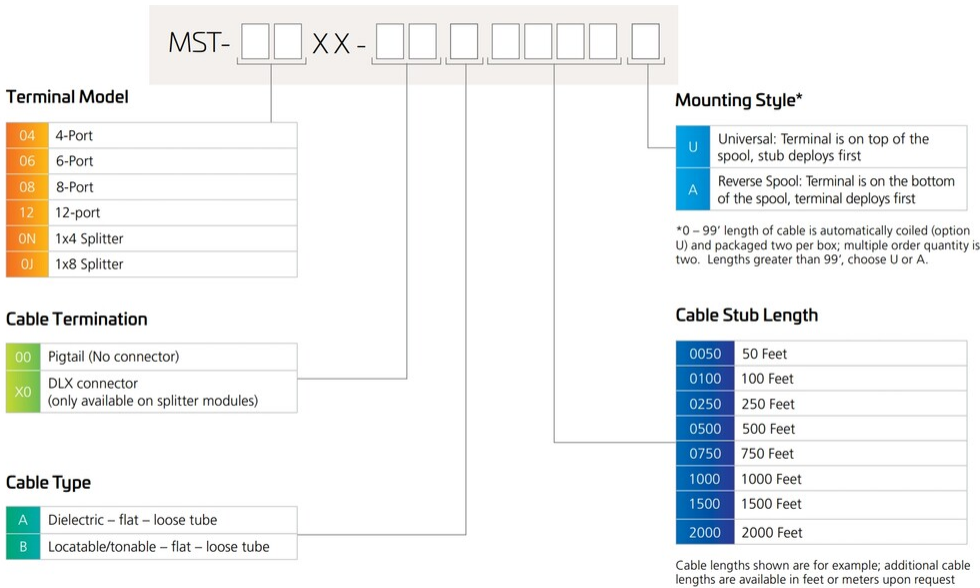 MST- XX -
Terminal Model
04 4-Port
06 6-Port
08 8-Port
12 12-port
0N 1x4 Splitter
0J 1x8 Splitter
Cable Termination
00 Pigtail (No connector)
X0 DLX connector
(only available on splitter modules)
Cable Type
A Dielectric – flat – loose tube
B Locatable/tonable – flat – loose tube
Mounting Style*
U Universal: Terminal is on top of the
spool, stub deploys first
A Reverse Spool: Terminal is on the bottom
of the spool, terminal deploys first
*0 – 99’ length of cable is automatically coiled (option
U) and packaged two per box; multiple order quantity is
two. Lengths greater than 99’, choose U or A.
Cable Stub Length
0050 50 Feet
0100 100 Feet
0250 250 Feet
0500 500 Feet
0750 750 Feet
1000 1000 Feet
1500 1500 Feet
2000 2000 Feet
Cable lengths shown are for example; additional cable
lengths are available in feet or meters upon request